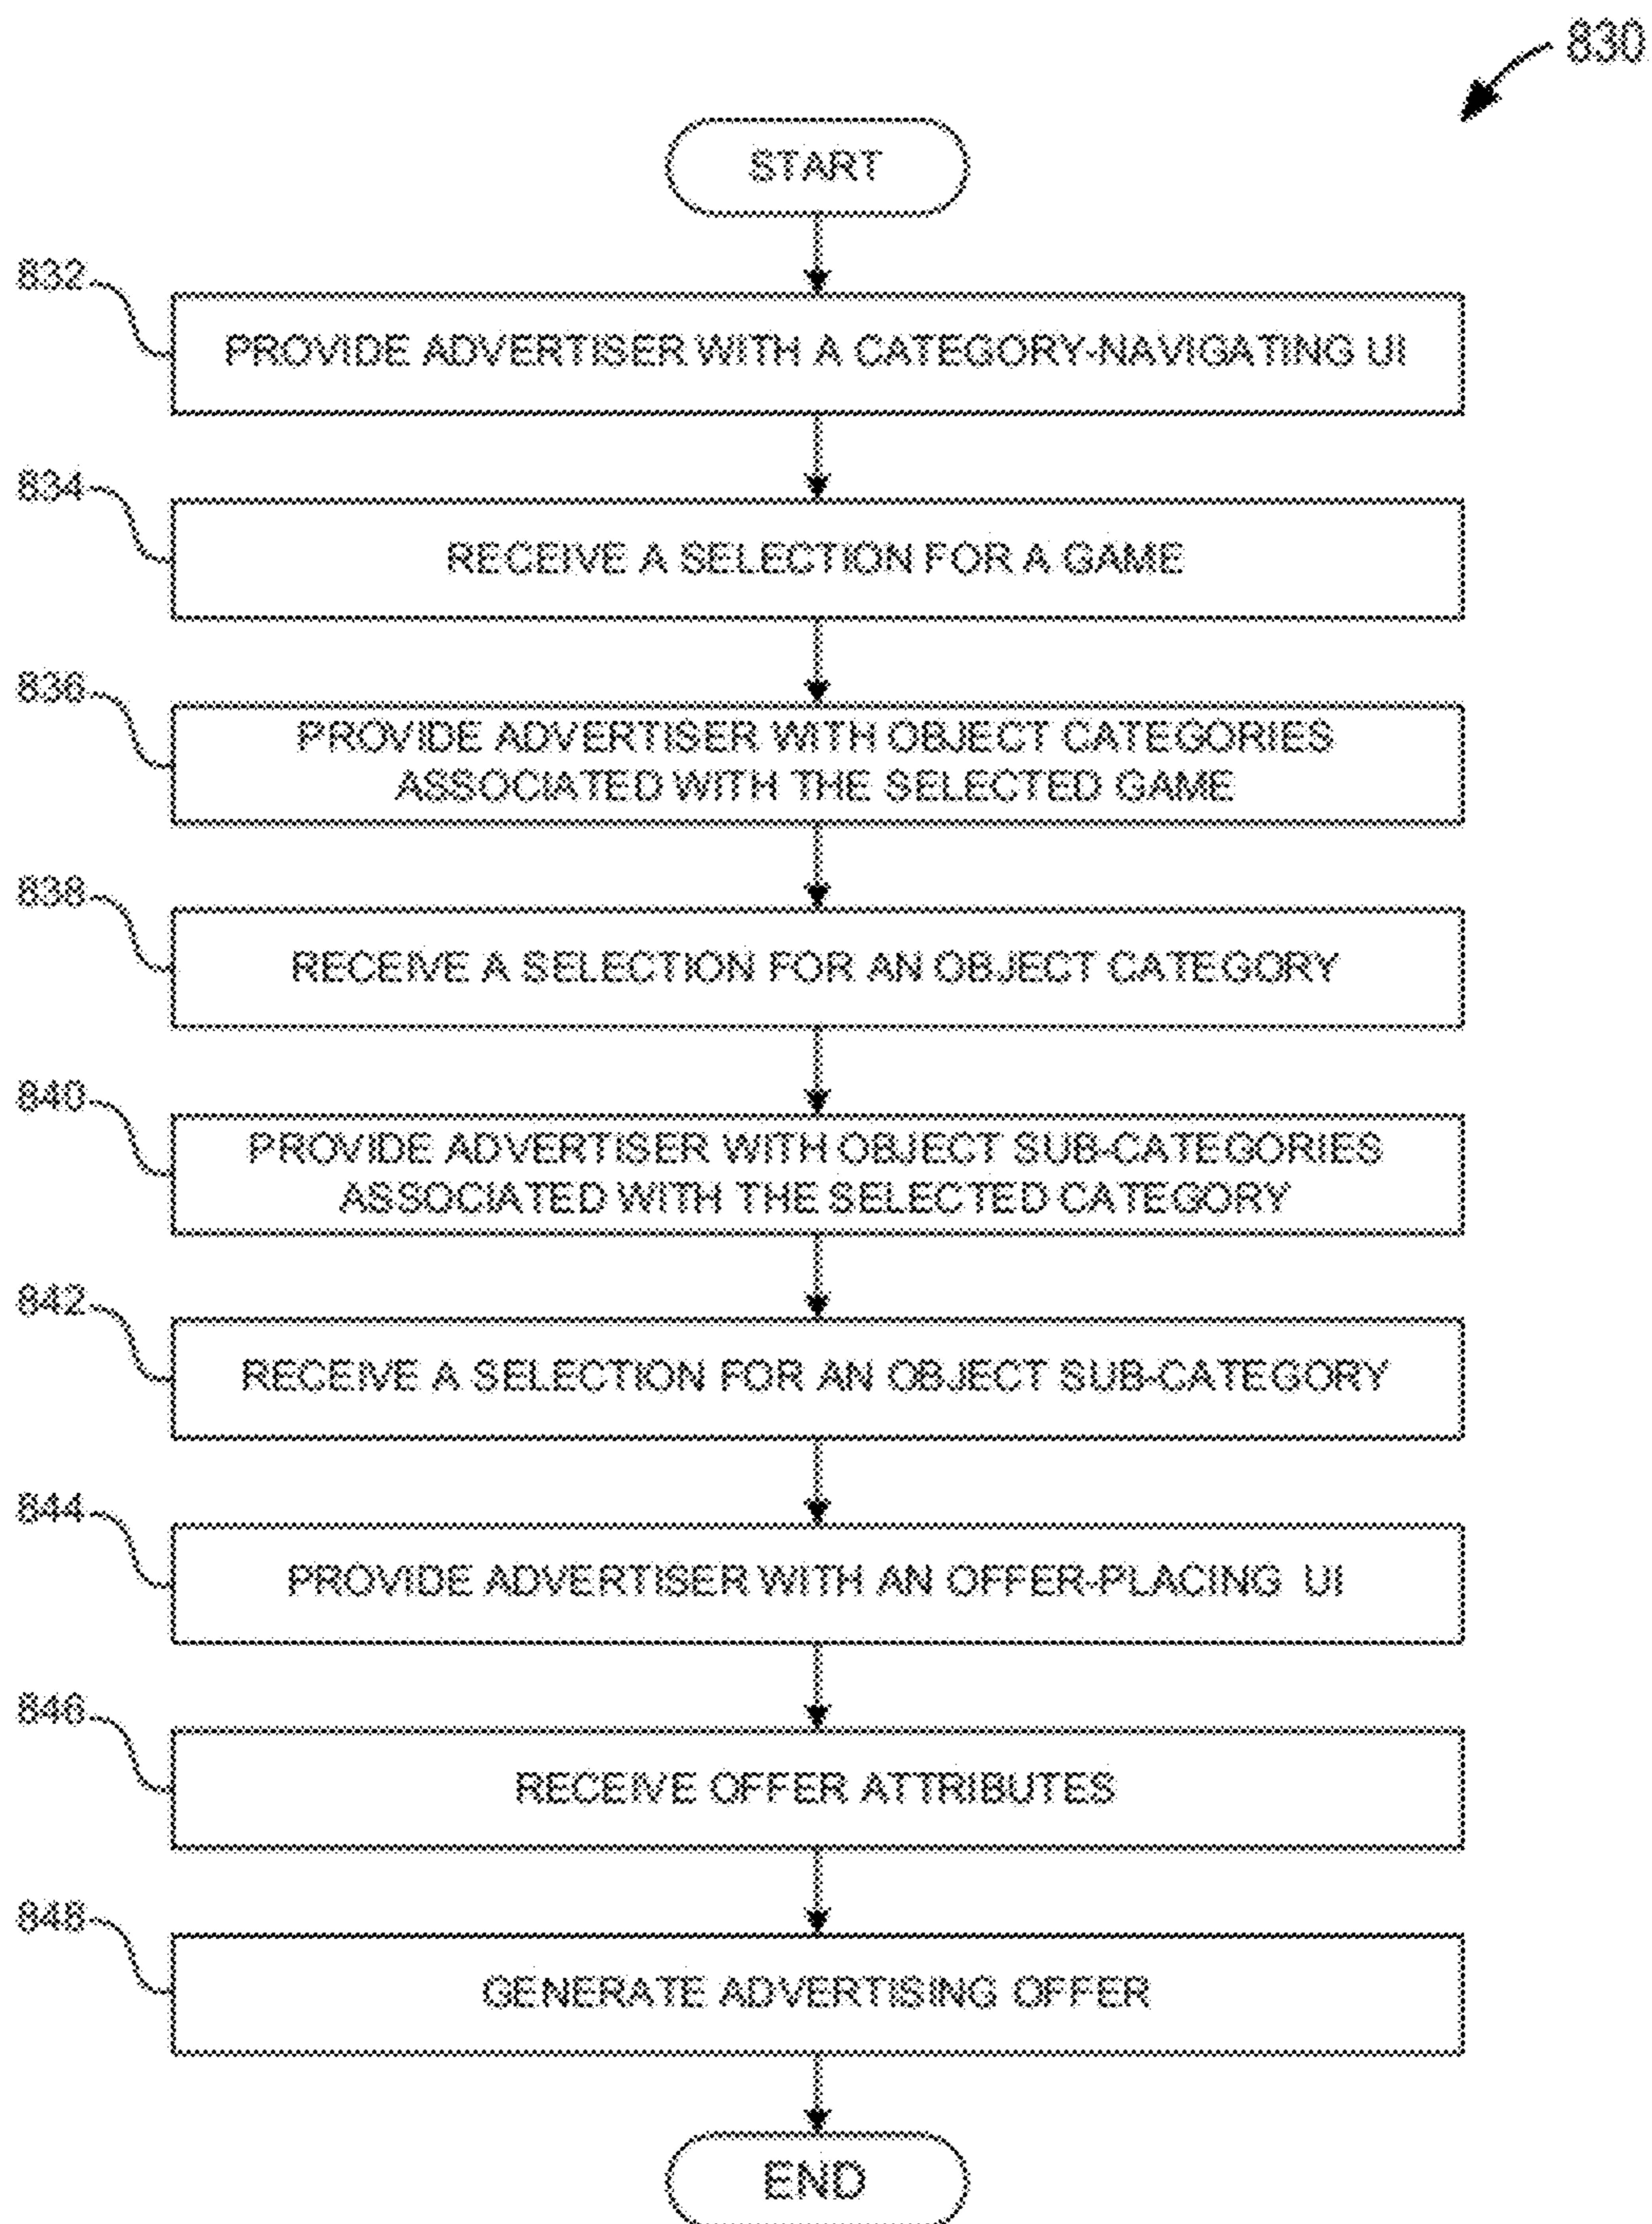 830
START
832
PROVIDE ADVERTISER WITH A CATEGORY-NAVIGATING UI
834
RECEIVE A SELECTION FOR A GAME
836
PROVIDE ADVERTISER WITH OBJECT CATEGORIES
ASSOCIATED WITH THE SELECTED GAME
838
RECEIVE A SELECTION FOR AN OBJECT CATEGORY
840
PROVIDE ADVERTISER WITH OBJECT SUB-CATEGORIES
ASSOCIATED WITH THE SELECTED CATEGORY
842
RECEIVE A SELECTION FOR AN OBJECT SUB-CATEGORY
844
PROVIDE ADVERTISER WITH AN OFFER-PLACING UI
846
RECEIVE OFFER ATTRIBUTES
848
GENERATE ADVERTISING OFFER
END